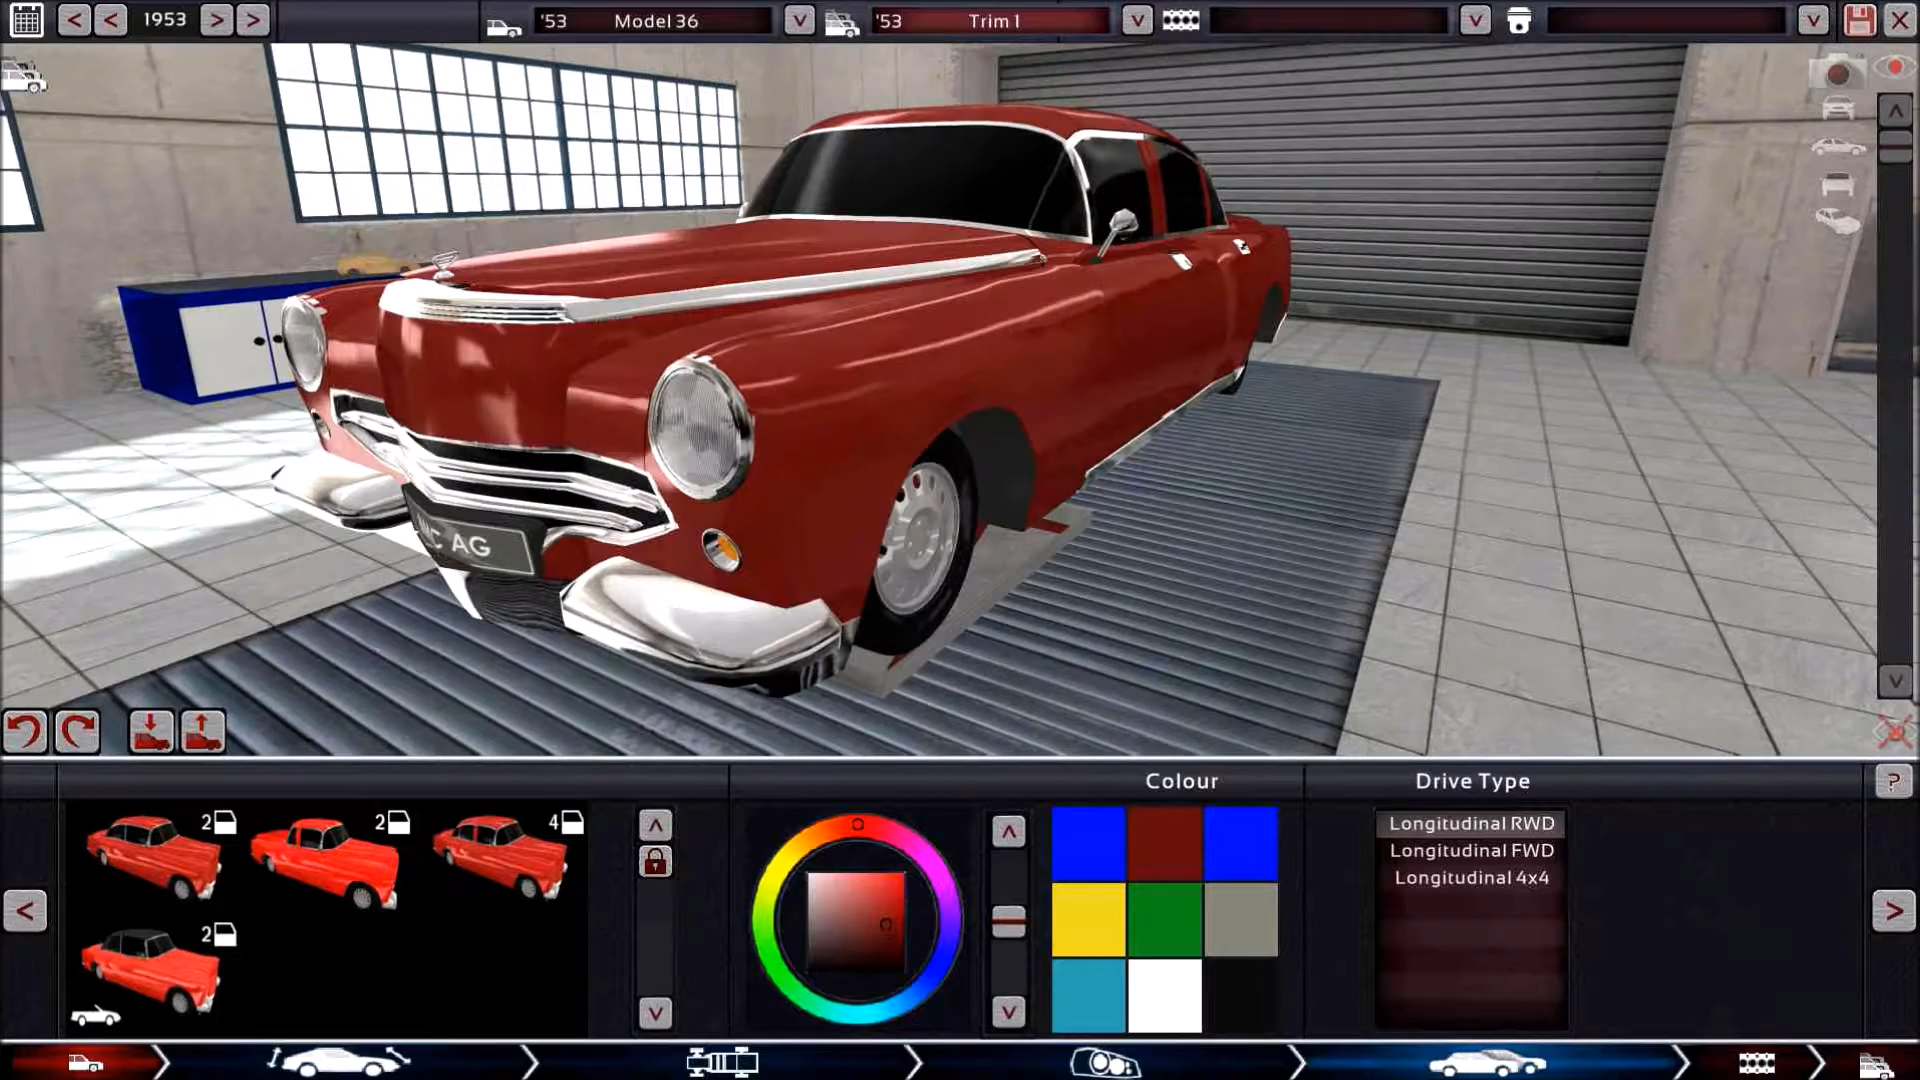 1953
'53 Model 36
'53 Trim 1
C AG
Colour
Drive Type
?
2
2
4
2
Longitudinal RWD
Longitudinal FWD
Longitudinal 4x4